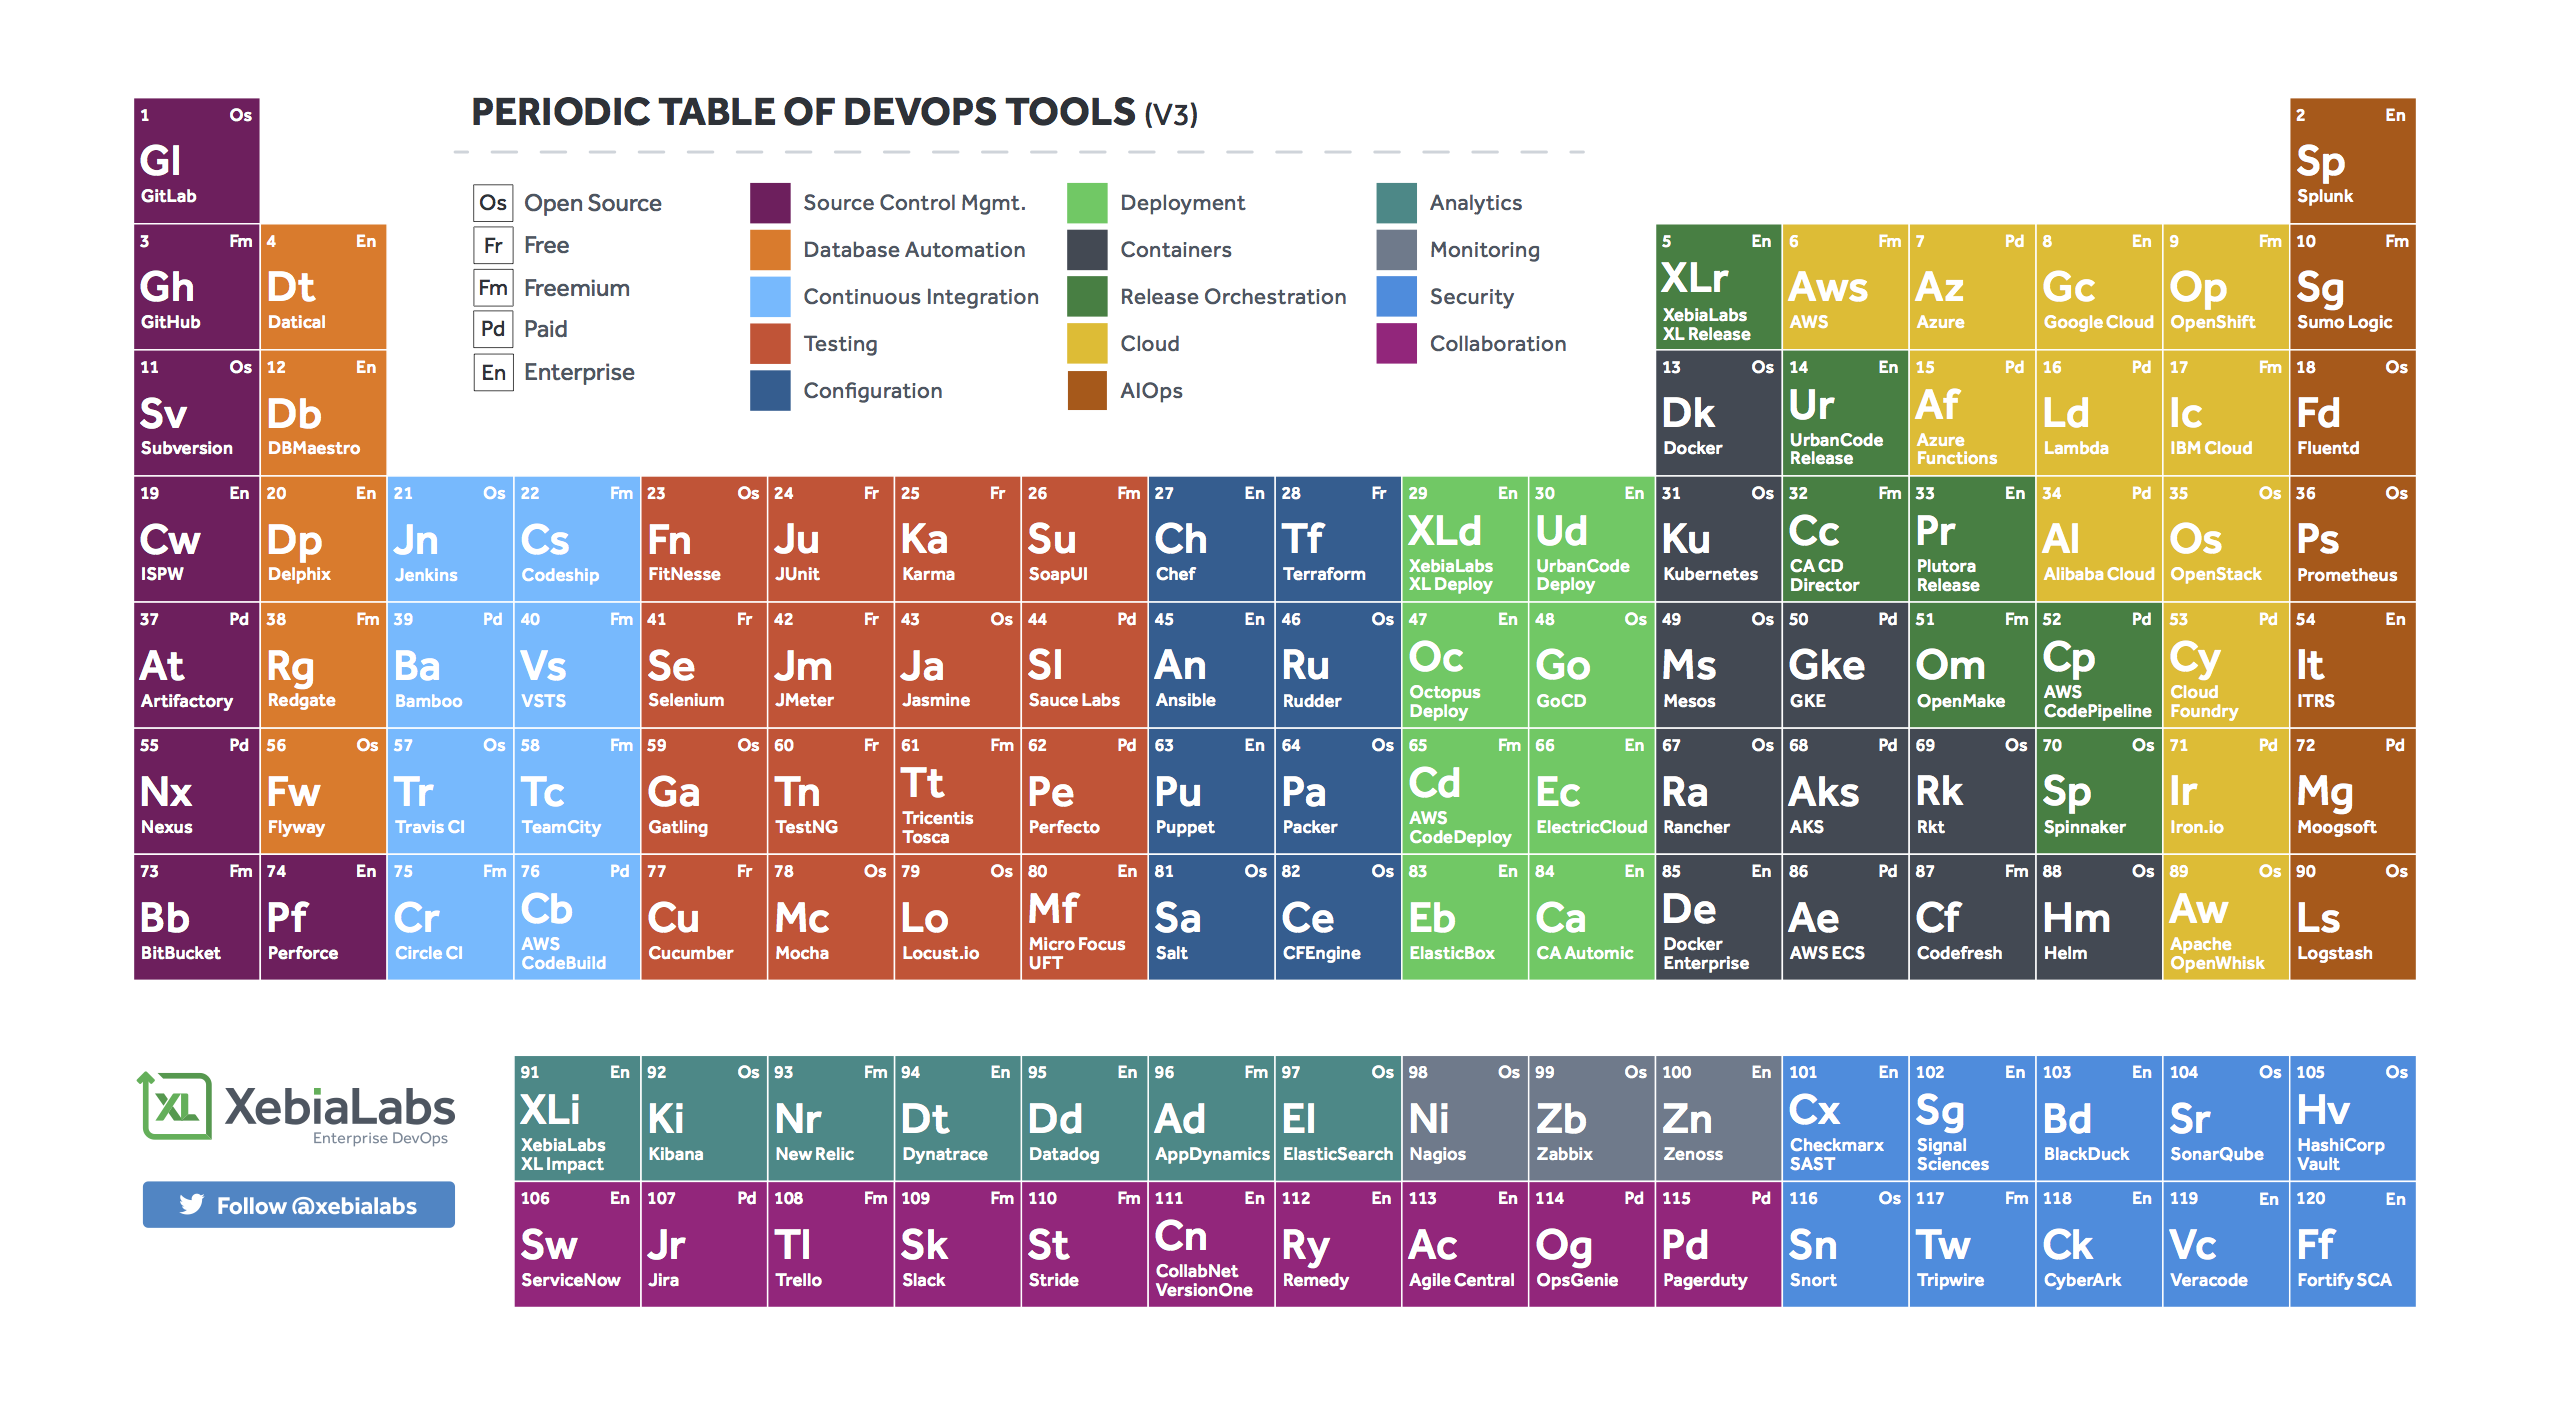 PERIODIC TABLE OF DEVOPS TOOLS (V3)
Os Open Source
Fr Free
Fm Freemium
Pd Paid
En Enterprise
Source Control Mgmt.
Database Automation
Continuous Integration
Testing
Configuration
Deployment
Containers
Release Orchestration
Cloud
AIOps
Analytics
Monitoring
Security
Collaboration
1 Os
Gl
GitLab
2 En
Sp
Splunk
3 Fm
Gh
GitHub
4 En
Dt
Datical
5 En
XLr
XebiaLabs
XL Release
6 Fm
Aws
AWS
7 Pd
Az
Azure
8 En
Gc
Google Cloud
9 Fm
Op
OpenShift
10 Fm
Sg
Sumo Logic
11 Os
Sv
Subversion
12 En
Db
DBMaestro
13 Os
Dk
Docker
14 En
Ur
UrbanCode
Release
15 Pd
Af
Azure
Functions
16 Pd
Ld
Lambda
17 Fm
Ic
IBM Cloud
18 Os
Fd
Fluentd
19 En
Cw
ISPW
20 En
Dp
Delphix
21 Os
Jn
Jenkins
22 Fm
Cs
Codeship
23 Os
Fn
FitNesse
24 Fr
Ju
JUnit
25 Fr
Ka
Karma
26 Fm
Su
SoapUI
27 En
Ch
Chef
28 Fr
Tf
Terraform
29 En
XLd
XebiaLabs
XL Deploy
30 En
Ud
UrbanCode
Deploy
31 Os
Ku
Kubernetes
32 Fm
Cc
CA CD
Director
33 En
Pr
Plutora
Release
34 Pd
Al
Alibaba Cloud
35 Os
Os
OpenStack
36 Os
Ps
Prometheus
37 Pd
At
Artifactory
38 Fm
Rg
Redgate
39 Pd
Ba
Bamboo
40 Fm
Vs
VSTS
41 Fr
Se
Selenium
42 Fr
Jm
JMeter
43 Os
Ja
Jasmine
44 Pd
Sl
Sauce Labs
45 En
An
Ansible
46 Os
Ru
Rudder
47 En
Oc
Octopus
Deploy
48 Os
Go
GoCD
49 Os
Ms
Mesos
50 Pd
Gke
GKE
51 Fm
Om
OpenMake
52 Pd
Cp
AWS
CodePipeline
53 Pd
Cy
Cloud
Foundry
54 En
It
ITRS
55 Pd
Nx
Nexus
56 Os
Fw
Flyway
57 Os
Tr
Travis CI
58 Fm
Tc
TeamCity
59 Os
Ga
Gatling
60 Fr
Tn
TestNG
61 Fm
Tt
Tricentis
Tosca
62 Pd
Pe
Perfecto
63 En
Pu
Puppet
64 Os
Pa
Packer
65 Fm
Cd
AWS
CodeDeploy
66 En
Ec
ElectricCloud
67 Os
Ra
Rancher
68 Pd
Aks
AKS
69 Os
Rk
Rkt
70 Os
Sp
Spinnaker
71 Pd
Ir
Iron.io
72 Pd
Mg
Moogsoft
73 Fm
Bb
BitBucket
74 En
Pf
Perforce
75 Fm
Cr
Circle CI
76 Pd
Cb
AWS
CodeBuild
77 Fr
Cu
Cucumber
78 Os
Mc
Mocha
79 Os
Lo
Locust.io
80 En
Mf
Micro Focus
UFT
81 Os
Sa
Salt
82 Os
Ce
CFEngine
83 En
Eb
ElasticBox
84 En
Ca
CA Automic
85 En
De
Docker
Enterprise
86 Pd
Ae
AWS ECS
87 Fm
Cf
Codefresh
88 Os
Hm
Helm
89 Os
Aw
Apache
OpenWhisk
90 Os
Ls
Logstash
XL XebiaLabs
Enterprise DevOps
Follow @xebialabs
91 En
XLi
XebiaLabs
XL Impact
92 Os
Ki
Kibana
93 Fm
Nr
New Relic
94 En
Dt
Dynatrace
95 En
Dd
Datadog
96 Fm
Ad
AppDynamics
97 Os
El
ElasticSearch
98 Os
Ni
Nagios
99 Os
Zb
Zabbix
100 En
Zn
Zenoss
101 En
Cx
Checkmarx
SAST
102 En
Sg
Signal
Sciences
103 En
Bd
BlackDuck
104 Os
Sr
SonarQube
105 Os
Hv
HashiCorp
Vault
106 En
Sw
ServiceNow
107 Pd
Jr
Jira
108 Fm
Tl
Trello
109 Fm
Sk
Slack
110 Fm
St
Stride
111 En
Cn
CollabNet
VersionOne
112 En
Ry
Remedy
113 En
Ac
Agile Central
114 Pd
Og
OpsGenie
115 Pd
Pd
Pagerduty
116 Os
Sn
Snort
117 Fm
Tw
Tripwire
118 En
Ck
CyberArk
119 En
Vc
Veracode
120 En
Ff
Fortify SCA